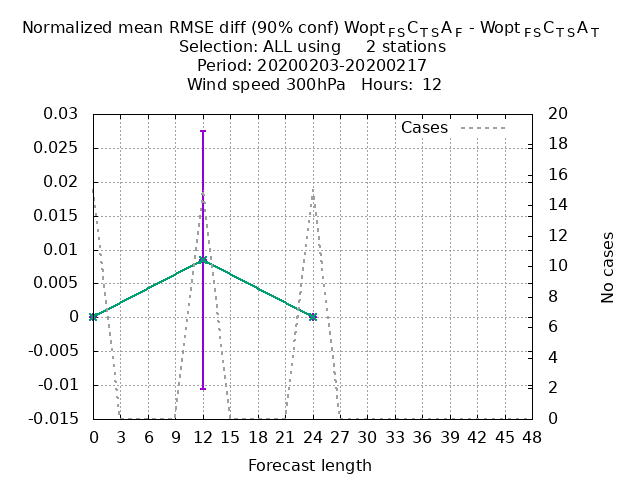 Normalized mean RMSE diff (90% conf) Wopt FS C TS A F - Wopt FS C TS A T
Selection: ALL using 2 stations
Period: 20200203-20200217
Wind speed 300hPa Hours: 12
Cases
0.03
0.025
0.02
0.015
0.01
0.005
0
-0.005
-0.01
-0.015
20
18
16
14
12
10
8
6
4
2
0
No cases
0 3 6 9 12 15 18 21 24 27 30 33 36 39 42 45 48
Forecast length